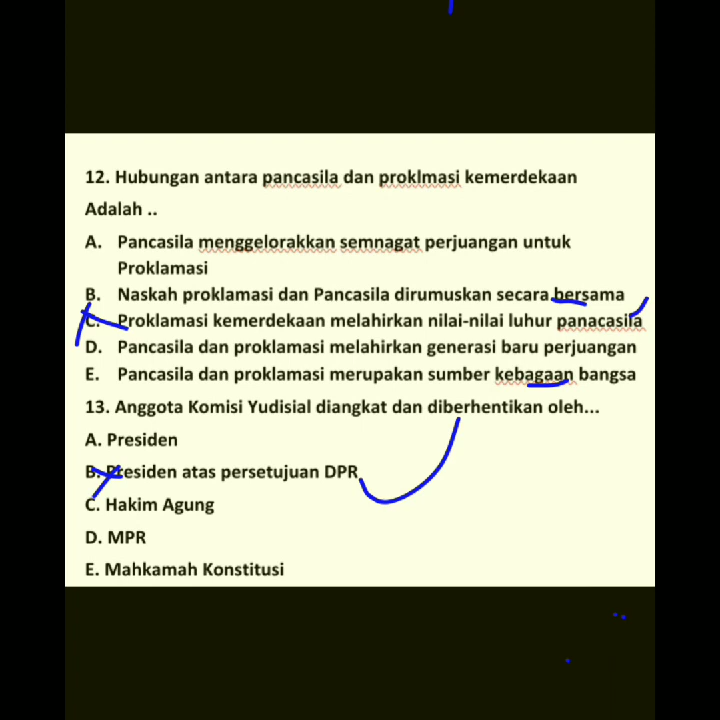 12. Hubungan antara pancasila dan proklmasi kemerdekaan
Adalah ..
A. Pancasila menggelorakkan semnagat perjuangan untuk
Proklamasi
B. Naskah proklamasi dan Pancasila dirumuskan secara bersama
C. Proklamasi kemerdekaan melahirkan nilai-nilai luhur panacasila
D. Pancasila dan proklamasi melahirkan generasi baru perjuangan
E. Pancasila dan proklamasi merupakan sumber kebagaan bangsa
13. Anggota Komisi Yudisial diangkat dan diberhentikan oleh...
A. Presiden
B. Presiden atas persetujuan DPR
C. Hakim Agung
D. MPR
E. Mahkamah Konstitusi